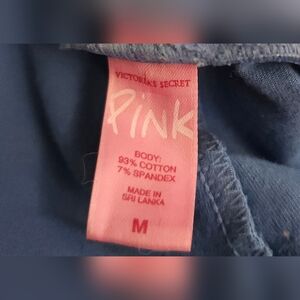 VICTORIA'S SECRET
PINK
BODY:
93% COTTON
7% SPANDEX
MADE IN
SRI LANKA
M